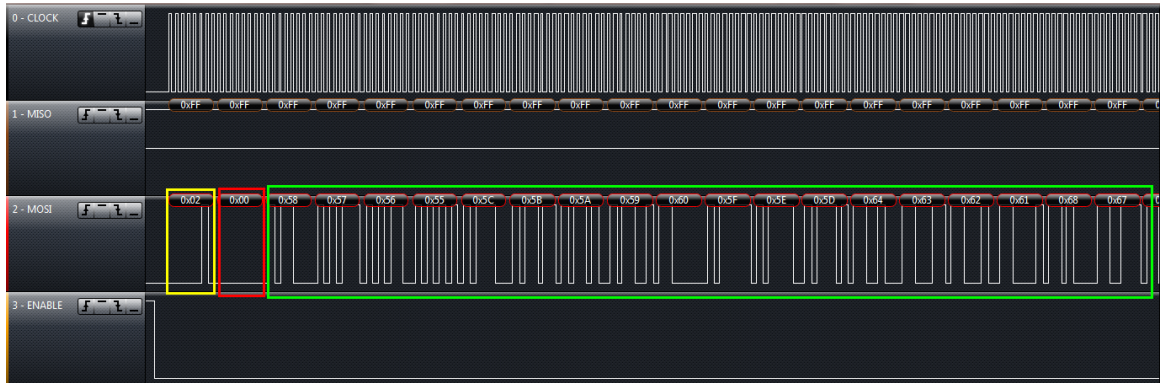 0 - CLOCK
1 - MISO
0xFF 0xFF 0xFF 0xFF 0xFF 0xFF 0xFF 0xFF 0xFF 0xFF 0xFF 0xFF 0xFF 0xFF 0xFF 0xFF 0xFF 0xFF 0xFF 0xFF
2 - MOSI
0x02 0x00 0x58 0x57 0x56 0x55 0x5C 0x5B 0x5A 0x59 0x60 0x5F 0x5E 0x5D 0x64 0x63 0x62 0x61 0x68 0x67
3 - ENABLE